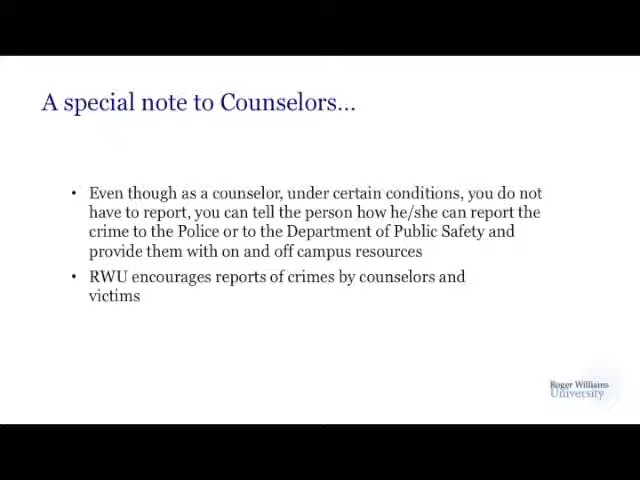 A special note to Counselors...
• Even though as a counselor, under certain conditions, you do not
have to report, you can tell the person how he/she can report the
crime to the Police or to the Department of Public Safety and
provide them with on and off campus resources
• RWU encourages reports of crimes by counselors and
victims
Roger Williams
University